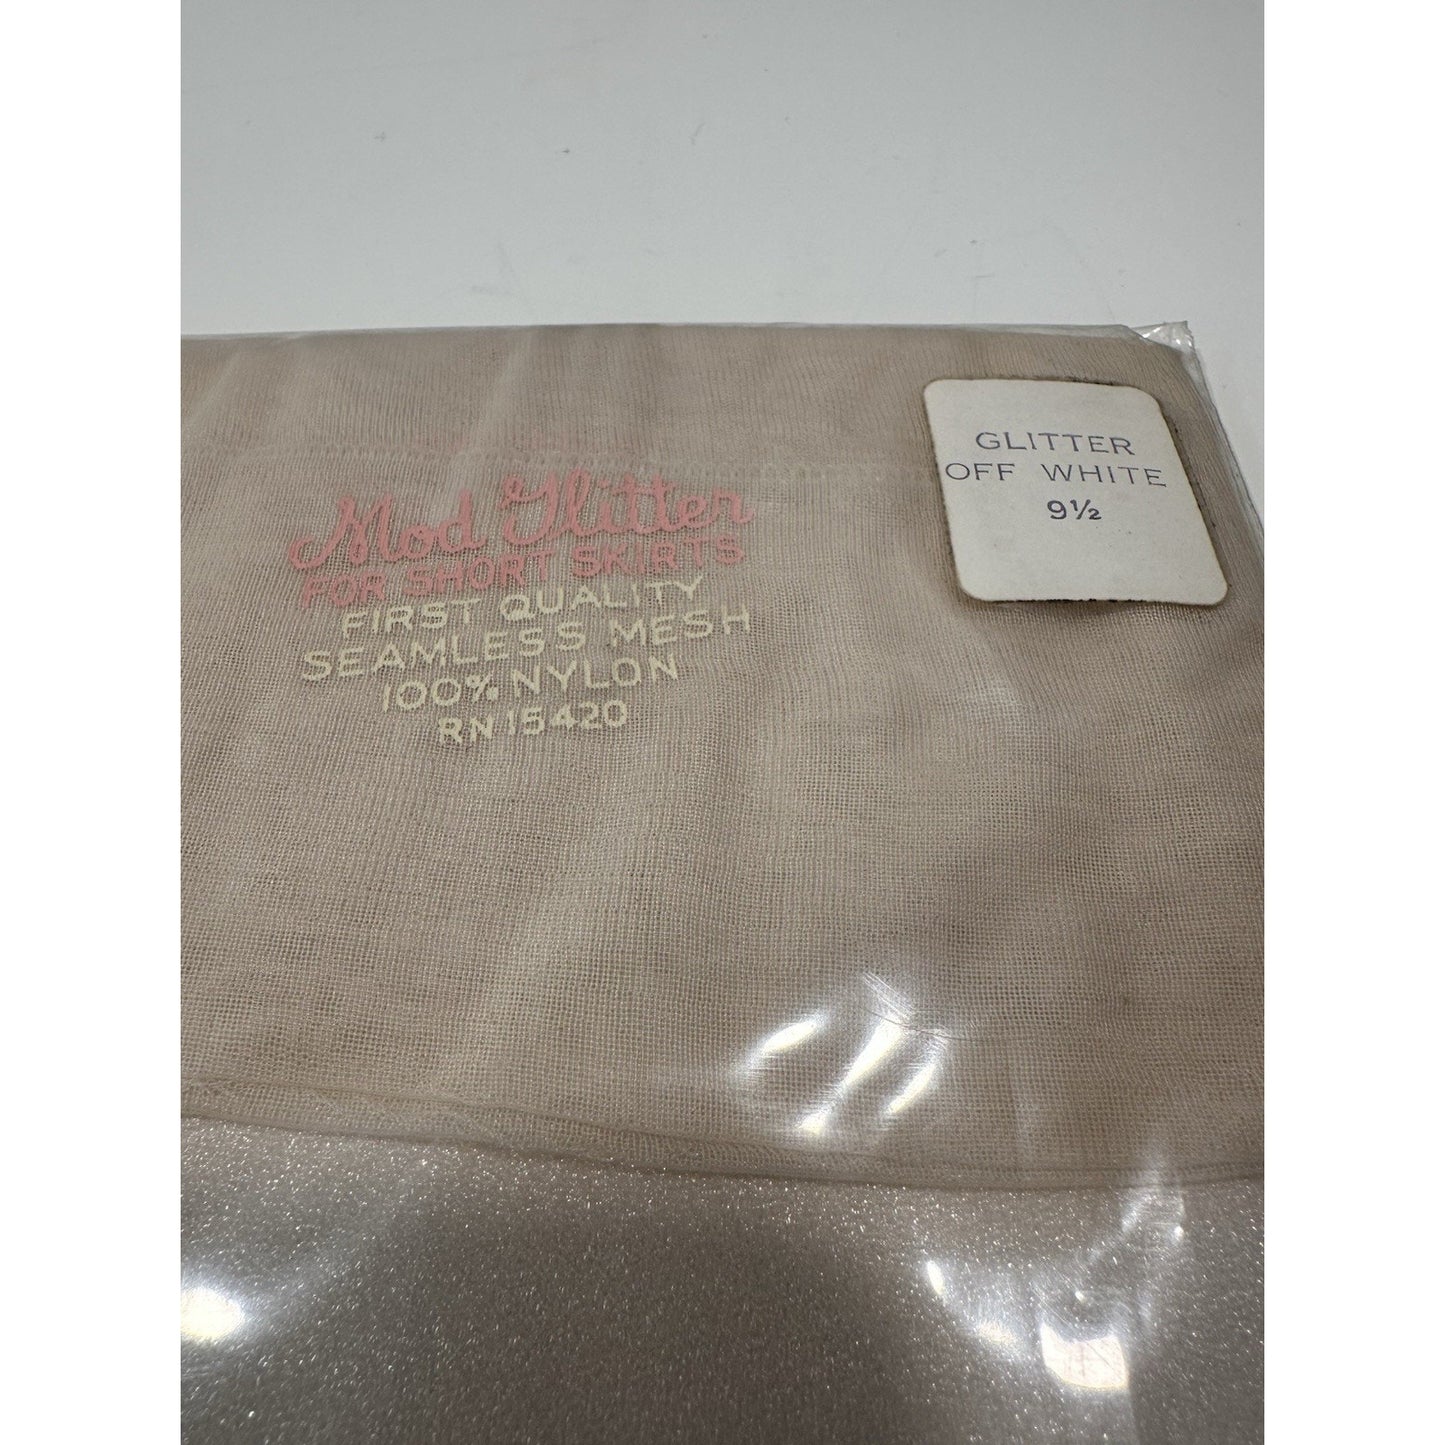 Mod Glitter
FOR SHORT SKIRTS
FIRST QUALITY
SEAMLESS MESH
100% NYLON
RN 15420
GLITTER
OFF WHITE
9½